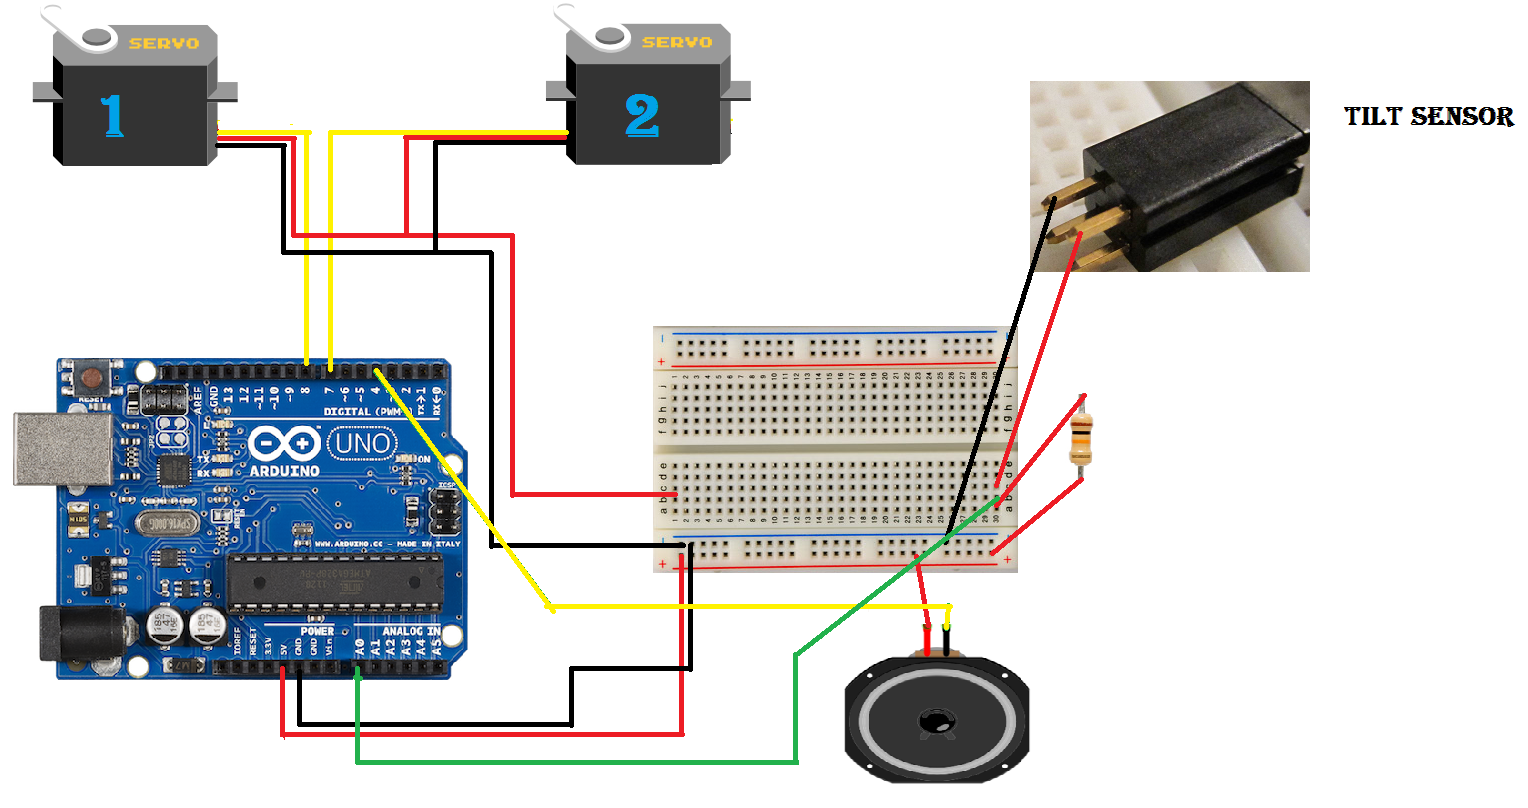 SERVO
1
SERVO
2
TILT SENSOR
RESET
AREF
GND
13
12
~11
~10
~9
8
7
~6
~5
4
2
TX→1
RX←0
DIGITAL (PWM
TX
RX
ARDUINO
UNO
ON
ICSP
WWW.ARDUINO.CC - MADE IN ITALY
IOREF
RESET
3.3V
5V
GND
GND
Vin
POWER
ANALOG IN
A0
A1
A2
A3
A4
A5
- +
a b c d e
f g h i j
- +